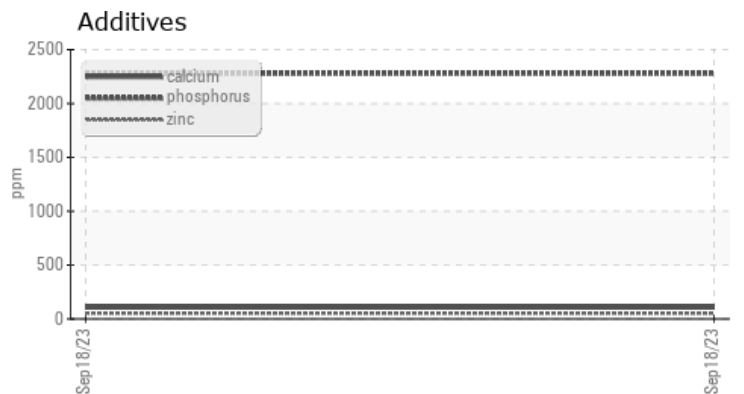 Additives
2500
2000
1500
1000
500
0
ppm
calcium
phosphorus
zinc
Sep18/23
Sep18/23